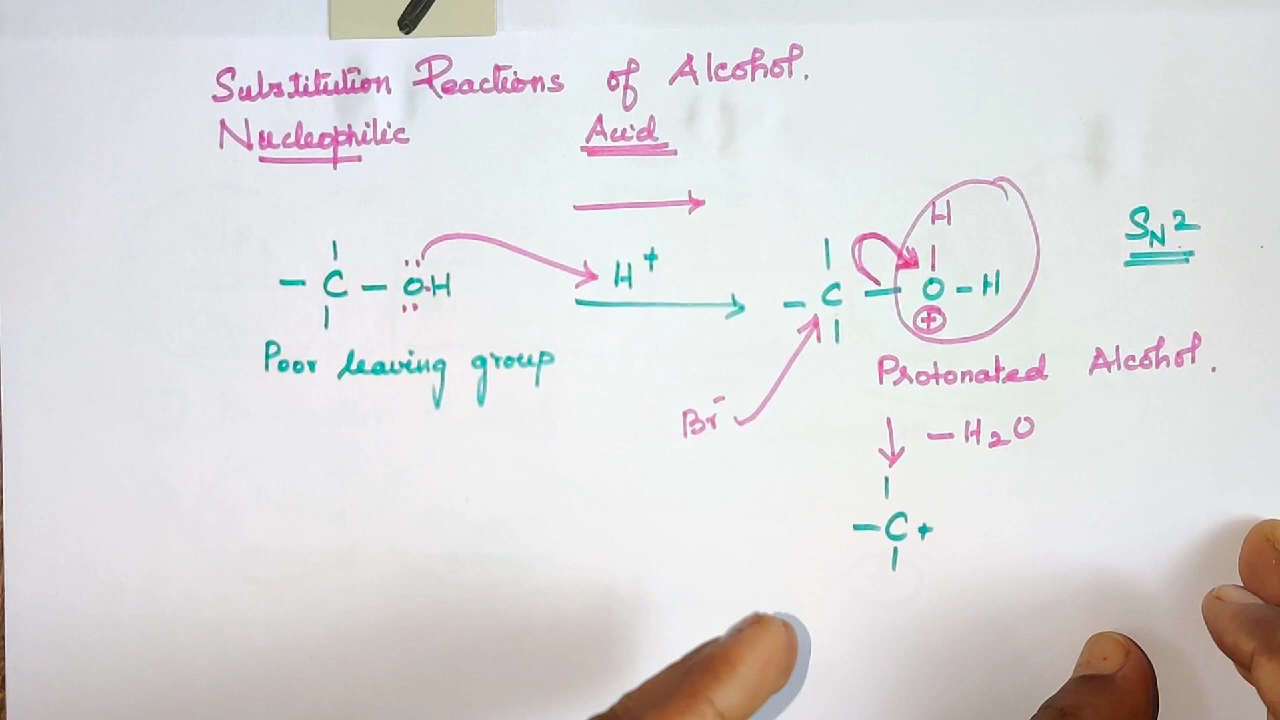 Substitution Reactions of Alcohol.
Nucleophilic Acid
H
SN2
– C – ÖH H+ – C – O – H
⊕
Poor leaving group
Protonated Alcohol.
Br-
– H2O
– C +